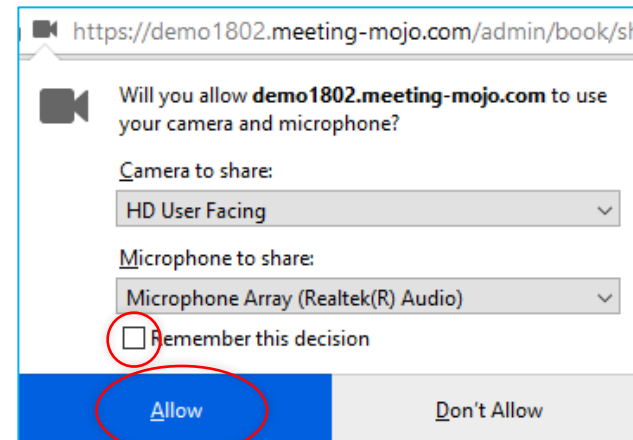 https://demo1802.meeting-mojo.com/admin/book/sh
Will you allow demo1802.meeting-mojo.com to use
your camera and microphone?
Camera to share:
HD User Facing
Microphone to share:
Microphone Array (Realtek(R) Audio)
Remember this decision
Allow Don't Allow